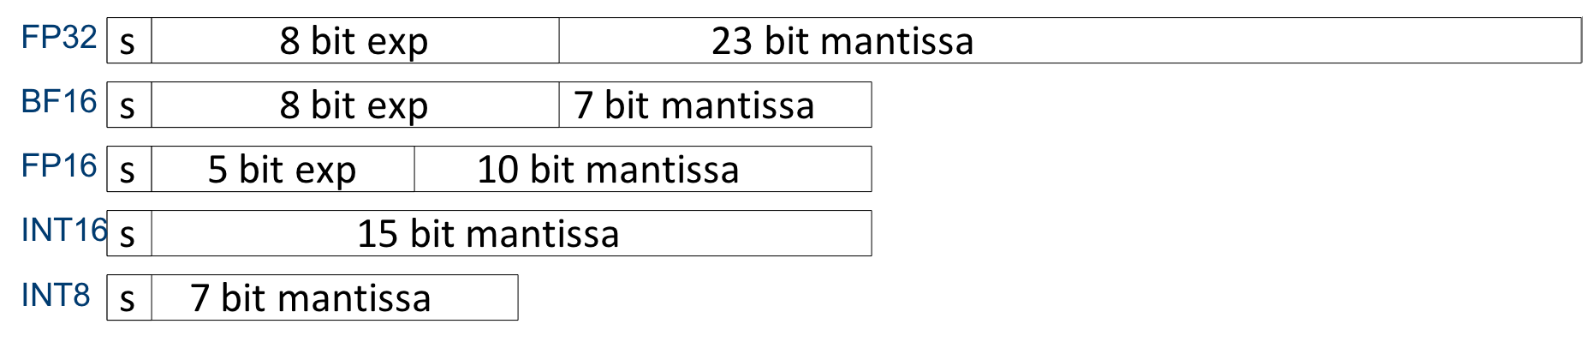 FP32 s 8 bit exp 23 bit mantissa
BF16 s 8 bit exp 7 bit mantissa
FP16 s 5 bit exp 10 bit mantissa
INT16 s 15 bit mantissa
INT8 s 7 bit mantissa